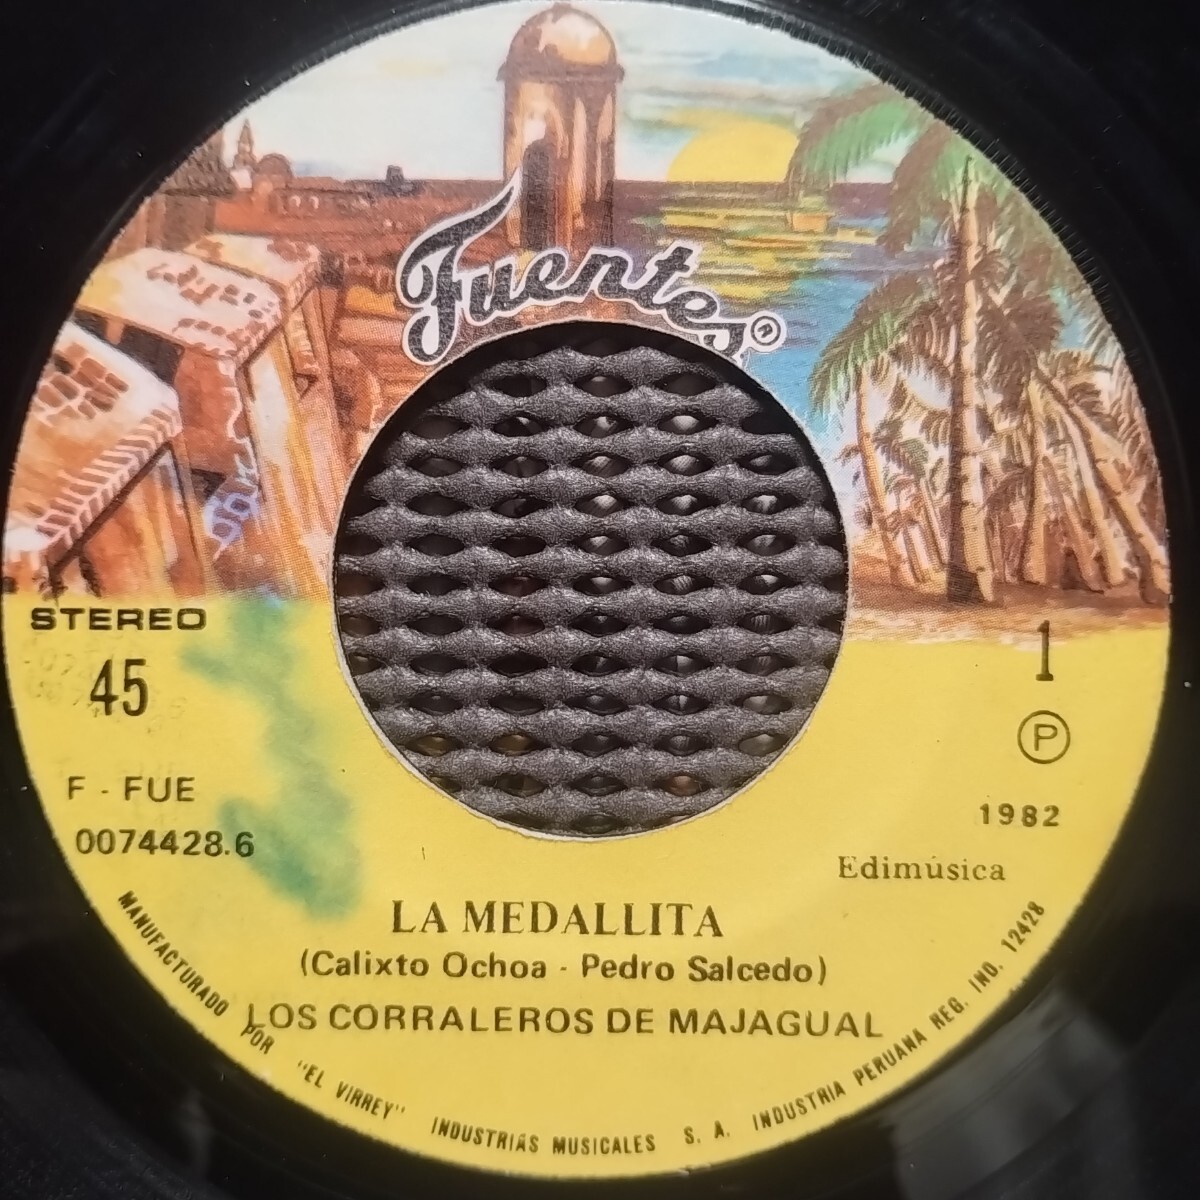 Fuentes®
STEREO
45
F - FUE
0074428.6
1
Ⓟ
1982
Edimúsica
LA MEDALLITA
(Calixto Ochoa - Pedro Salcedo)
LOS CORRALEROS DE MAJAGUAL
MANUFACTURADO POR "EL VIRREY" INDUSTRIAS MUSICALES S. A. INDUSTRIA PERUANA REG. IND. 12428